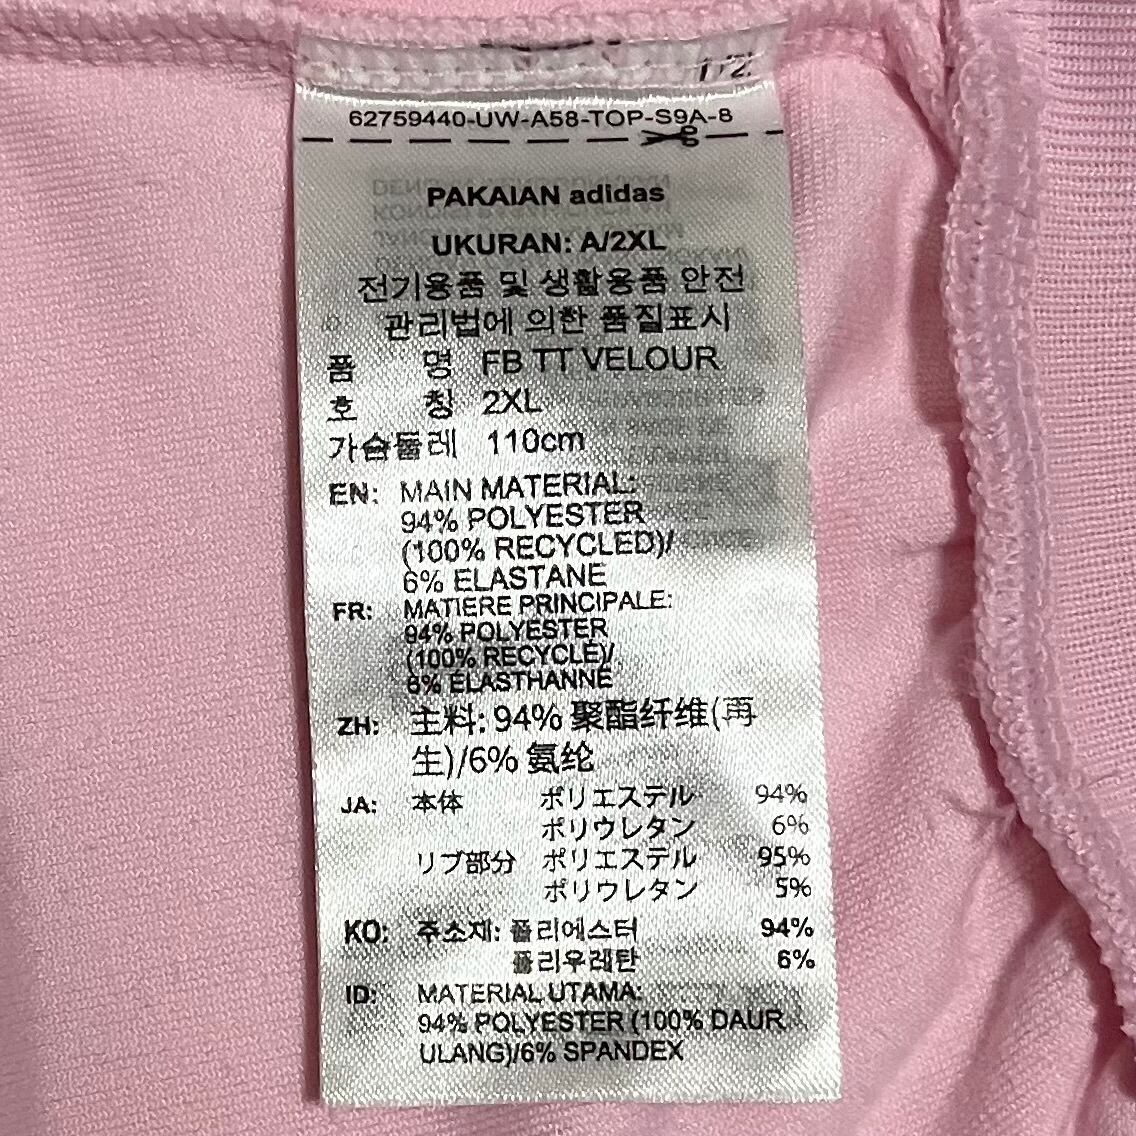 1/2
62759440-UW-A58-TOP-S9A-8
PAKAIAN adidas
UKURAN: A/2XL
전기용품 및 생활용품 안전
관리법에 의한 품질표시
품 명 FB TT VELOUR
호 칭 2XL
가슴둘레 110cm
EN: MAIN MATERIAL:
94% POLYESTER
(100% RECYCLED)/
6% ELASTANE
FR: MATIERE PRINCIPALE:
94% POLYESTER
(100% RECYCLÉ)/
6% ÉLASTHANNE
ZH: 主料: 94% 聚酯纤维(再
生)/6% 氨纶
JA: 本体 ポリエステル 94%
ポリウレタン 6%
リブ部分 ポリエステル 95%
ポリウレタン 5%
KO: 주소재: 폴리에스터 94%
폴리우레탄 6%
ID: MATERIAL UTAMA:
94% POLYESTER (100% DAUR
ULANG)/6% SPANDEX